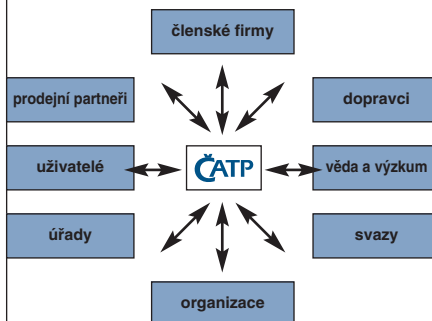 členské firmy
prodejní partneři
dopravci
uživatelé
ČATP
věda a výzkum
úřady
svazy
organizace